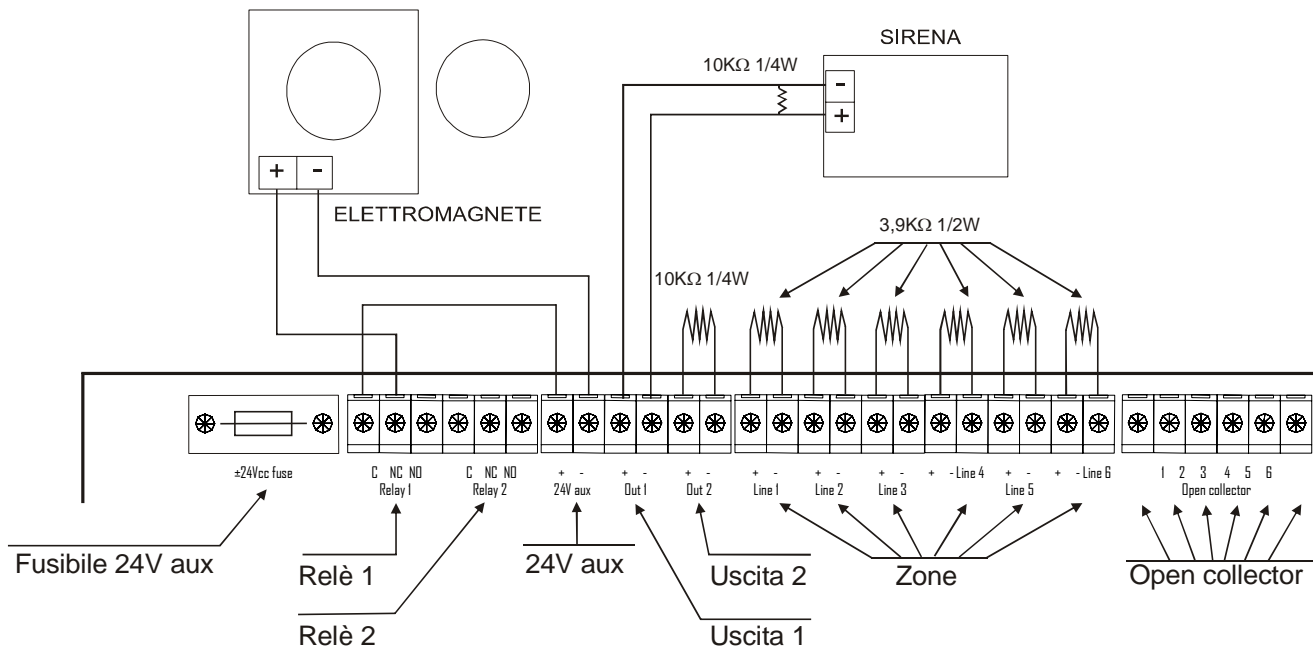 SIRENA
10KΩ 1/4W
-
+
+ -
ELETTROMAGNETE
3,9KΩ 1/2W
10KΩ 1/4W
±24Vcc fuse
C NC NO
Relay 1
C NC NO
Relay 2
+ -
24V aux
+ -
Out 1
+ -
Out 2
+ -
Line 1
+ -
Line 2
+ -
Line 3
+ - Line 4
+ -
Line 5
+ - Line 6
1 2 3 4 5 6
Open collector
Fusibile 24V aux
Relè 1
24V aux
Uscita 2
Zone
Open collector
Relè 2
Uscita 1